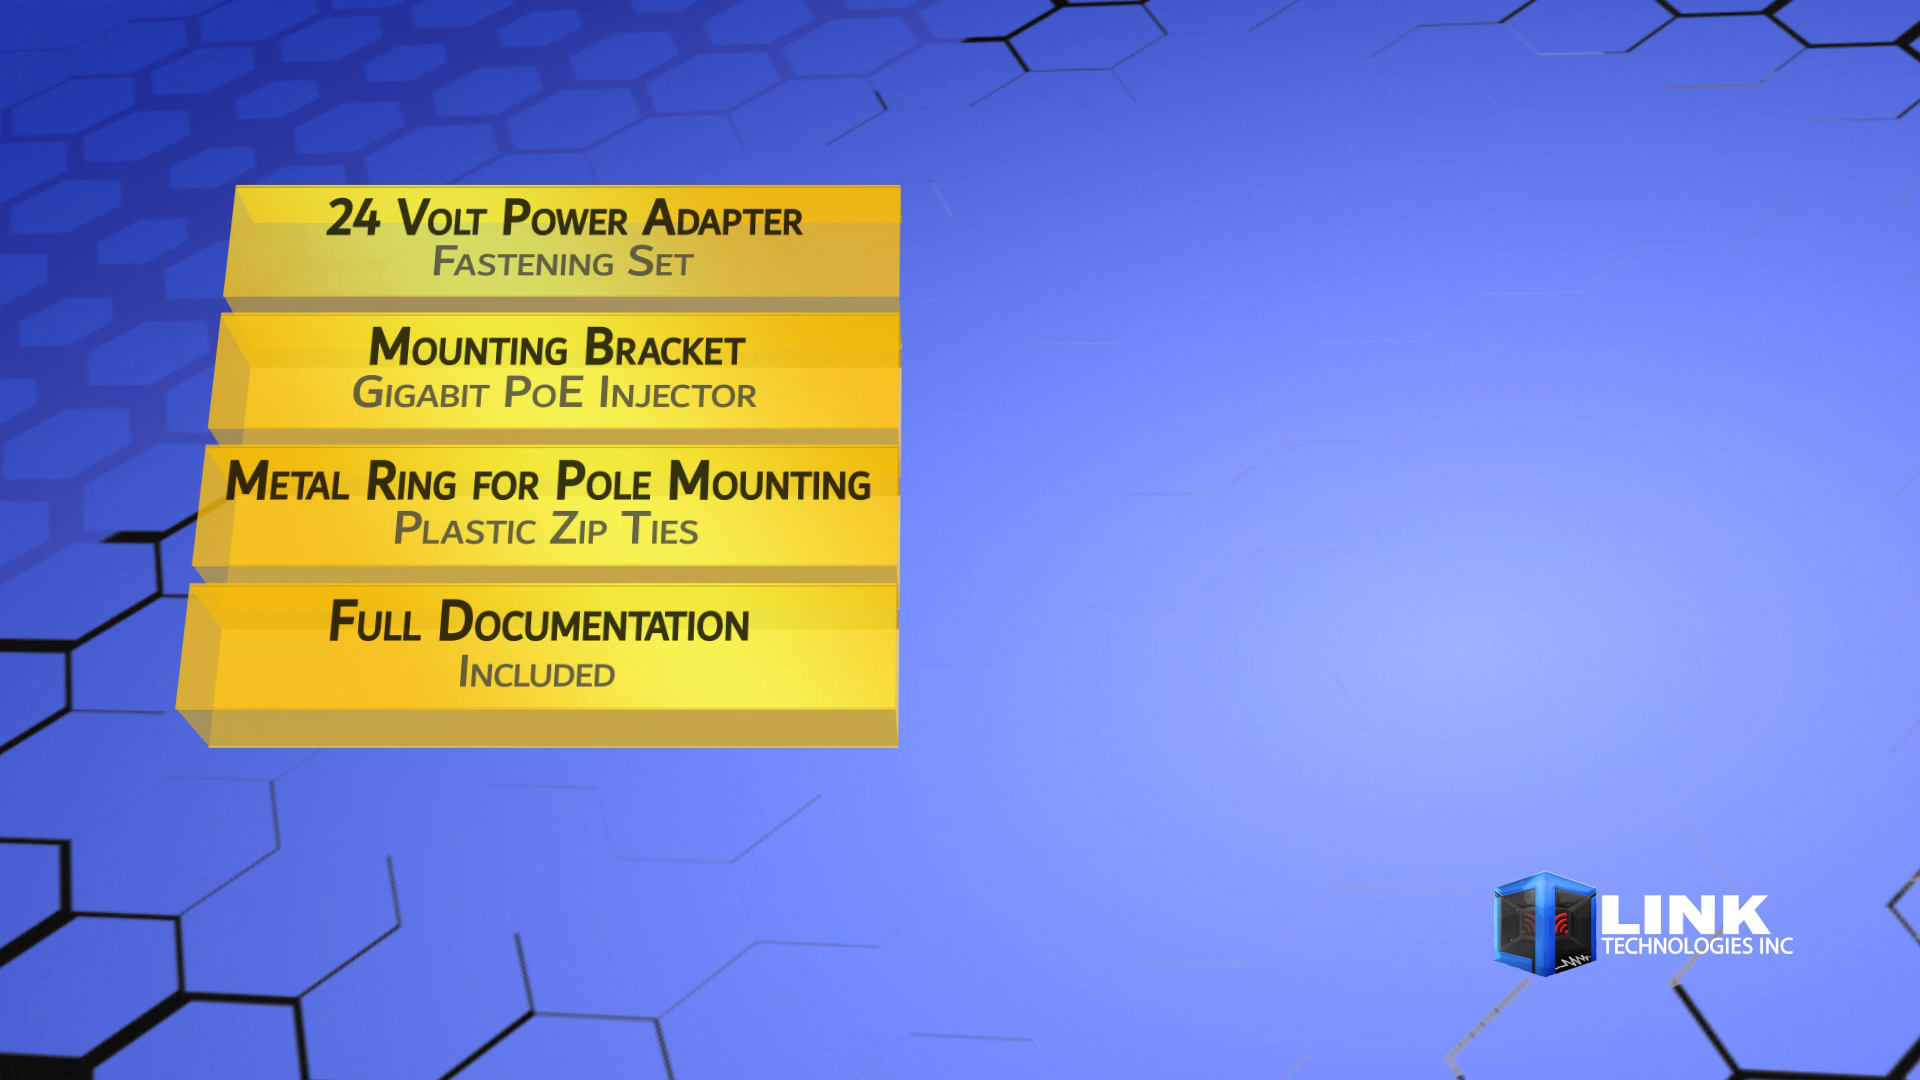 24 Volt Power Adapter
Fastening Set
Mounting Bracket
Gigabit PoE Injector
Metal Ring for Pole Mounting
Plastic Zip Ties
Full Documentation
Included
LINK
TECHNOLOGIES INC